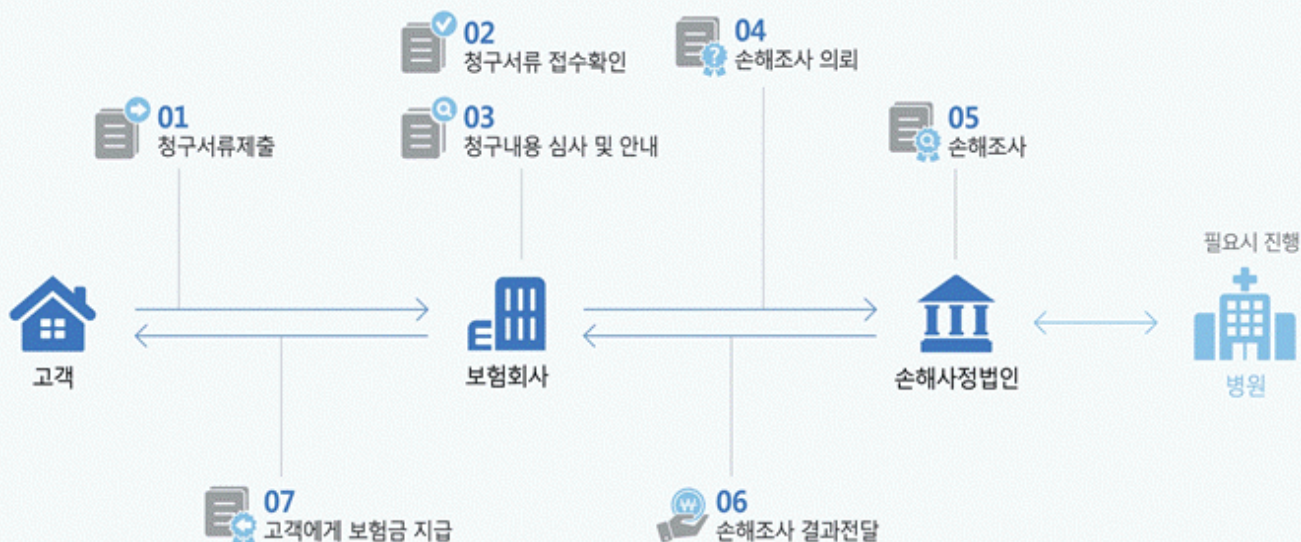 01
청구서류제출
02
청구서류 접수확인
03
청구내용 심사 및 안내
04
손해조사 의뢰
05
손해조사
필요시 진행
고객
보험회사
손해사정법인
병원
07
고객에게 보험금 지급
06
손해조사 결과전달